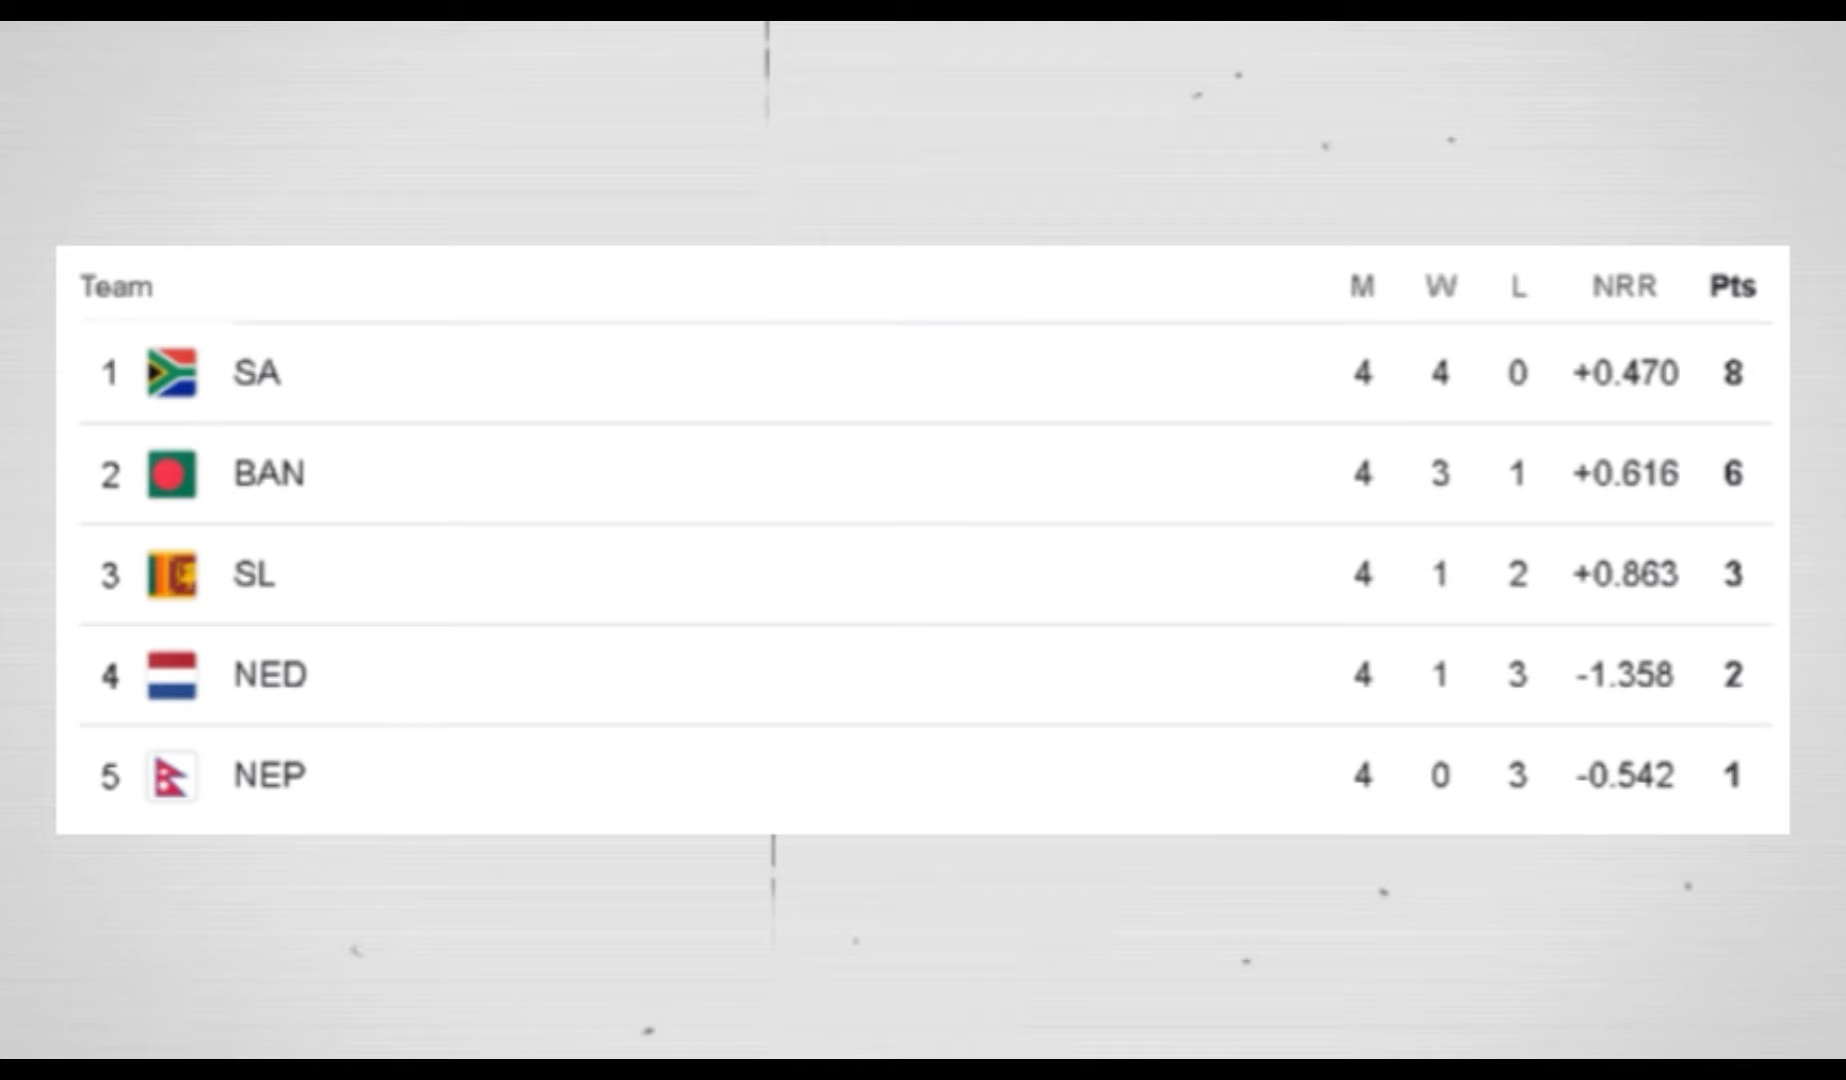 Team M W L NRR Pts
1 SA 4 4 0 +0.470 8
2 BAN 4 3 1 +0.616 6
3 SL 4 1 2 +0.863 3
4 NED 4 1 3 -1.358 2
5 NEP 4 0 3 -0.542 1